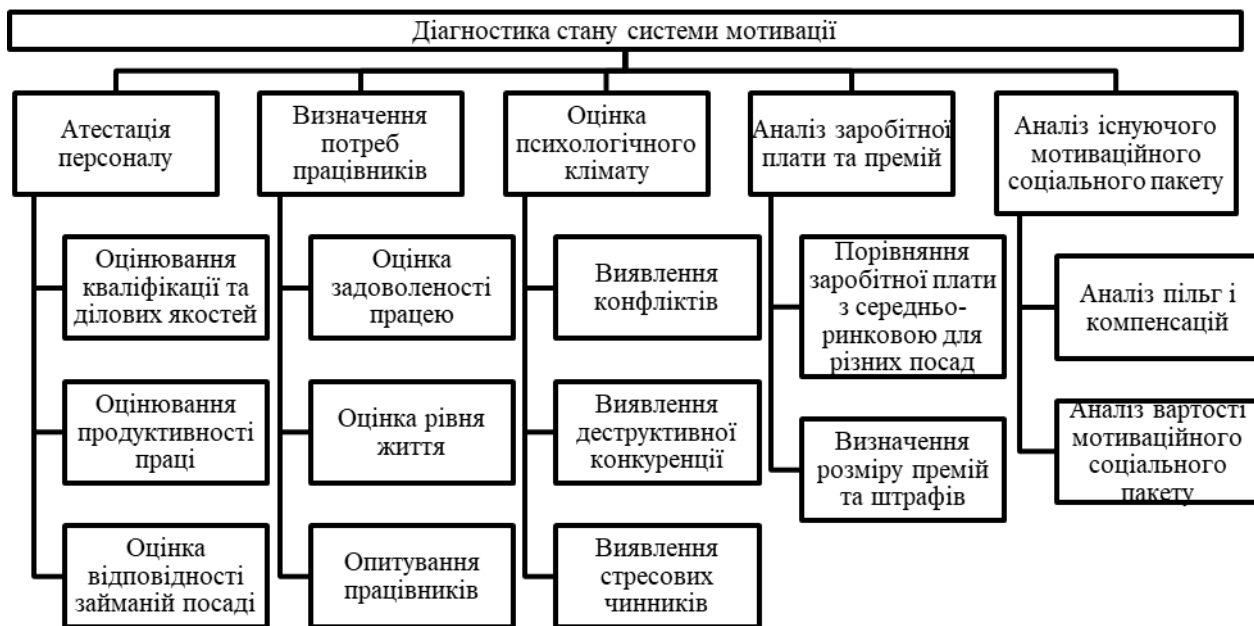 Діагностика стану системи мотивації
Атестація
персоналу
Оцінювання
кваліфікації та
ділових якостей
Оцінювання
продуктивності
праці
Оцінка
відповідності
займаній посаді
Визначення
потреб
працівників
Оцінка
задоволеності
працею
Оцінка рівня
життя
Опитування
працівників
Оцінка
психологічного
клімату
Виявлення
конфліктів
Виявлення
деструктивної
конкуренції
Виявлення
стресових
чинників
Аналіз заробітної
плати та премій
Порівняння
заробітної плати
з середньо-
ринковою для
різних посад
Визначення
розміру премій
та штрафів
Аналіз існуючого
мотиваційного
соціального пакету
Аналіз пільг і
компенсацій
Аналіз вартості
мотиваційного
соціального
пакету